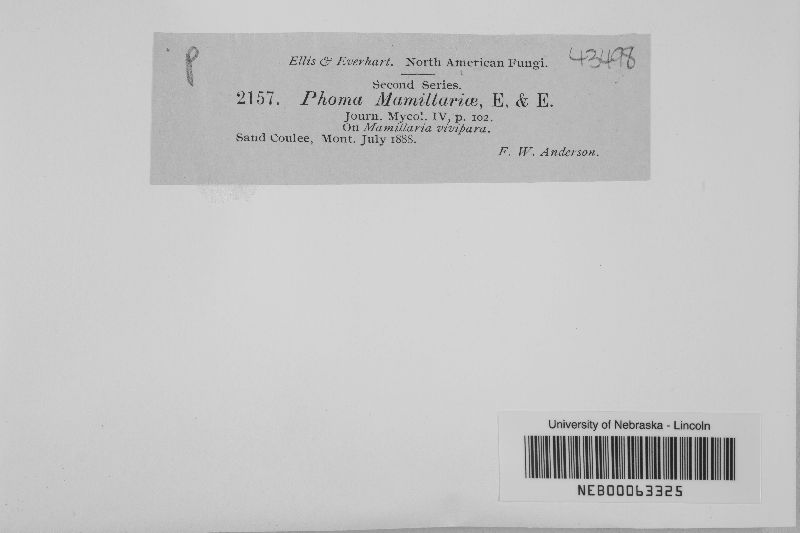 P
Ellis & Everhart. North American Fungi.
43498
Second Series.
2157. Phoma Mamillariæ, E. & E.
Journ. Mycol. IV, p. 102.
On Mamillaria vivipara.
Sand Coulee, Mont. July 1888.
F. W. Anderson.
University of Nebraska - Lincoln
NEB00063325